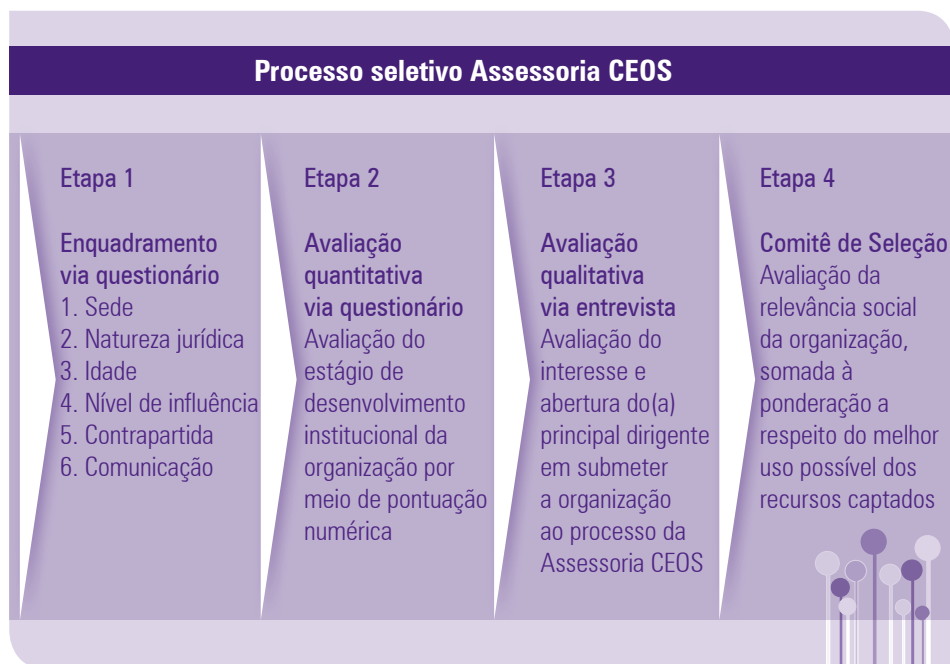 Processo seletivo Assessoria CEOS
Etapa 1
Enquadramento
via questionário
1. Sede
2. Natureza jurídica
3. Idade
4. Nível de influência
5. Contrapartida
6. Comunicação
Etapa 2
Avaliação
quantitativa
via questionário
Avaliação do
estágio de
desenvolvimento
institucional da
organização por
meio de pontuação
numérica
Etapa 3
Avaliação
qualitativa
via entrevista
Avaliação do
interesse e
abertura do(a)
principal dirigente
em submeter
a organização
ao processo da
Assessoria CEOS
Etapa 4
Comitê de Seleção
Avaliação da
relevância social
da organização,
somada à
ponderação a
respeito do melhor
uso possível dos
recursos captados